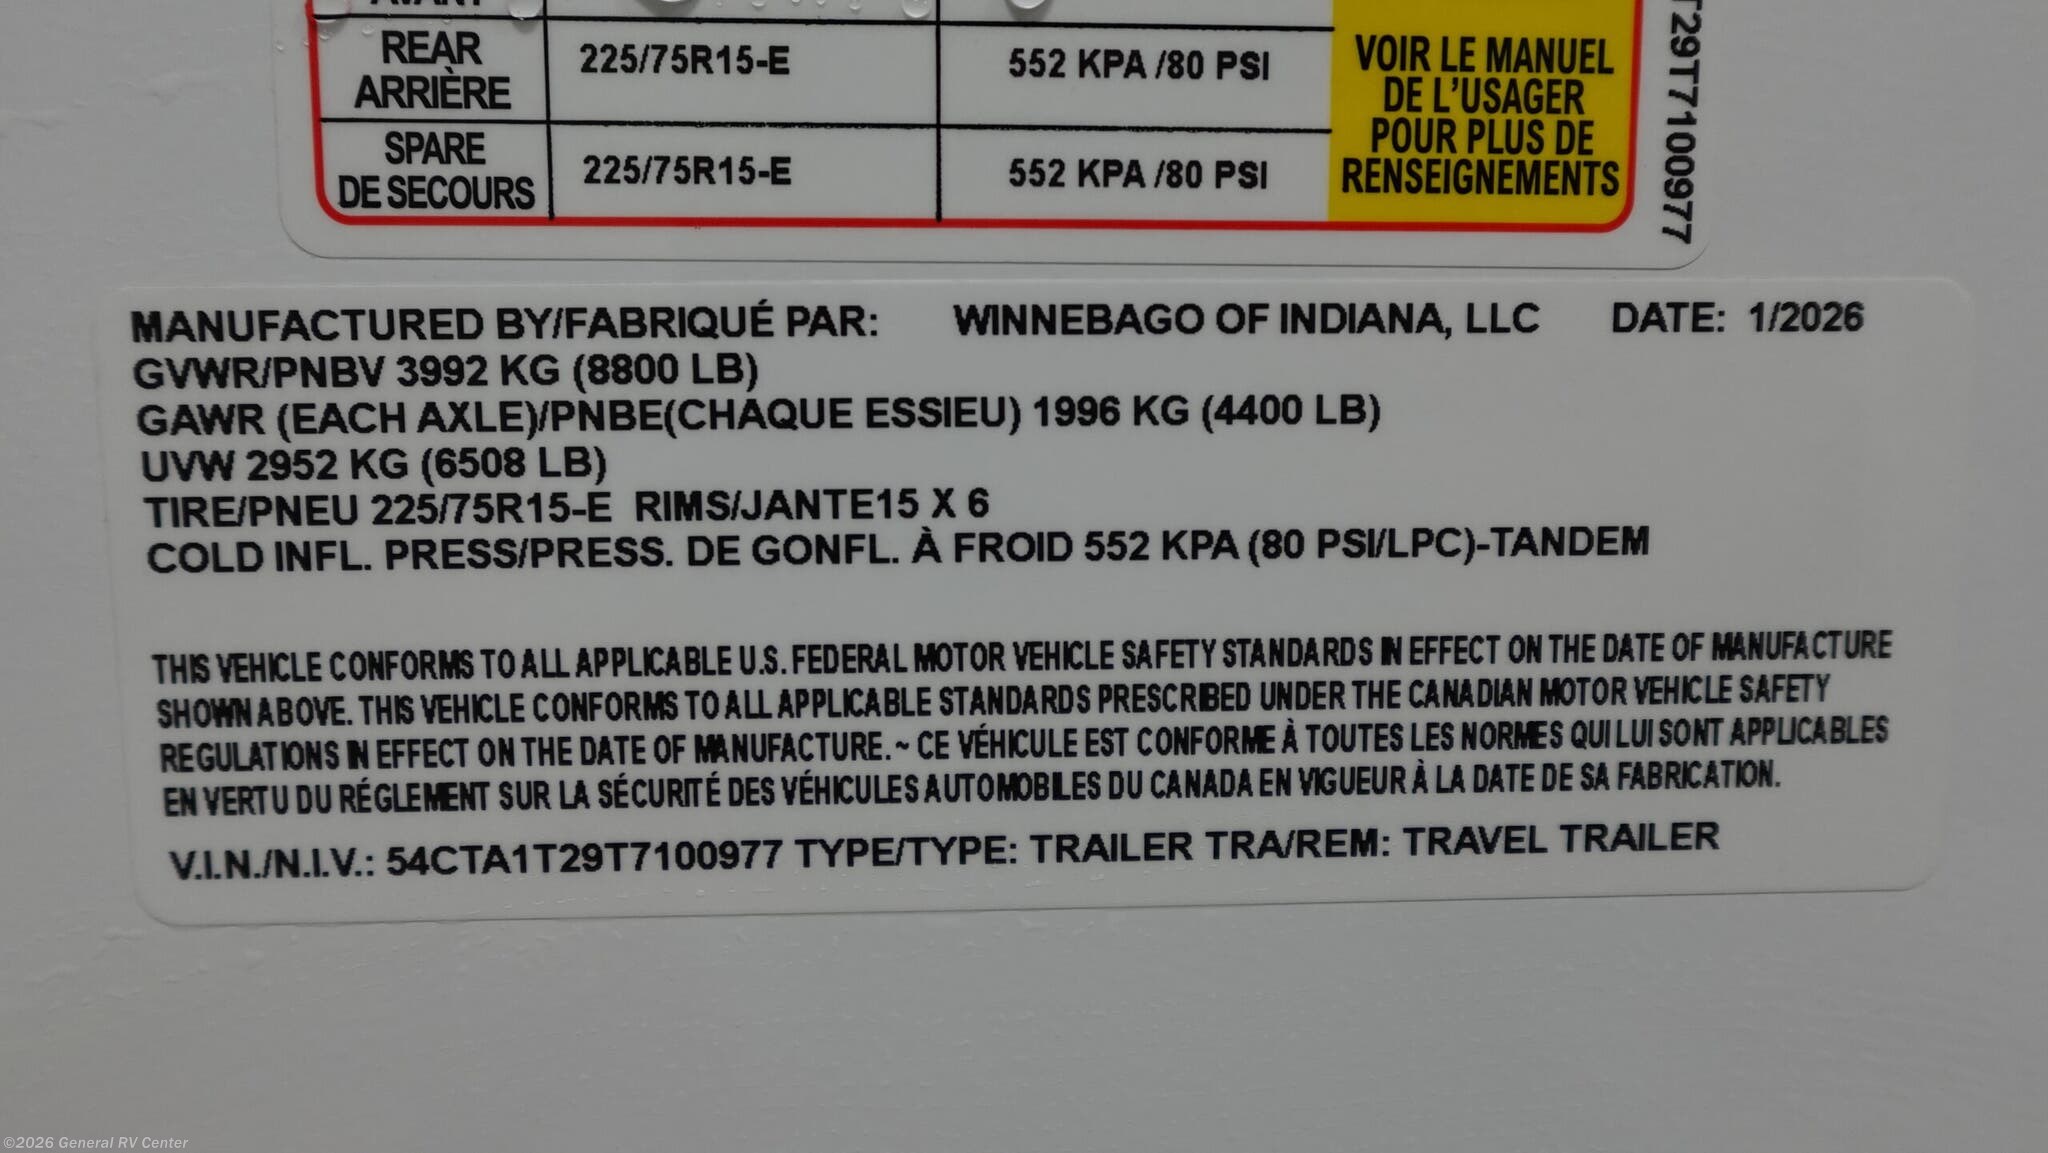 AVANT
REAR
ARRIÈRE
225/75R15-E
552 KPA /80 PSI
SPARE
DE SECOURS
225/75R15-E
552 KPA /80 PSI
VOIR LE MANUEL
DE L'USAGER
POUR PLUS DE
RENSEIGNEMENTS
T29T7100977
MANUFACTURED BY/FABRIQUÉ PAR: WINNEBAGO OF INDIANA, LLC DATE: 1/2026
GVWR/PNBV 3992 KG (8800 LB)
GAWR (EACH AXLE)/PNBE(CHAQUE ESSIEU) 1996 KG (4400 LB)
UVW 2952 KG (6508 LB)
TIRE/PNEU 225/75R15-E RIMS/JANTE15 X 6
COLD INFL. PRESS/PRESS. DE GONFL. À FROID 552 KPA (80 PSI/LPC)-TANDEM
THIS VEHICLE CONFORMS TO ALL APPLICABLE U.S. FEDERAL MOTOR VEHICLE SAFETY STANDARDS IN EFFECT ON THE DATE OF MANUFACTURE
SHOWN ABOVE. THIS VEHICLE CONFORMS TO ALL APPLICABLE STANDARDS PRESCRIBED UNDER THE CANADIAN MOTOR VEHICLE SAFETY
REGULATIONS IN EFFECT ON THE DATE OF MANUFACTURE. ~ CE VÉHICULE EST CONFORME À TOUTES LES NORMES QUI LUI SONT APPLICABLES
EN VERTU DU RÉGLEMENT SUR LA SÉCURITÉ DES VÉHICULES AUTOMOBILES DU CANADA EN VIGUEUR À LA DATE DE SA FABRICATION.
V.I.N./N.I.V.: 54CTA1T29T7100977 TYPE/TYPE: TRAILER TRA/REM: TRAVEL TRAILER
©2026 General RV Center